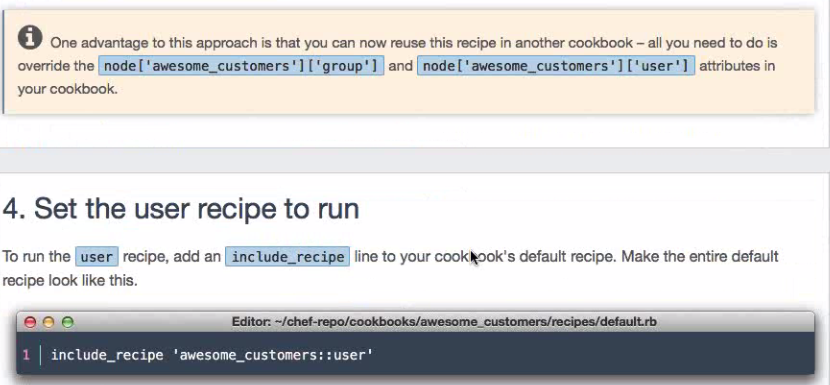 One advantage to this approach is that you can now reuse this recipe in another cookbook – all you need to do is
override the node['awesome_customers']['group'] and node['awesome_customers']['user'] attributes in
your cookbook.
4. Set the user recipe to run
To run the user recipe, add an include_recipe line to your cookbook's default recipe. Make the entire default
recipe look like this.
Editor: ~/chef-repo/cookbooks/awesome_customers/recipes/default.rb
1 include_recipe 'awesome_customers::user'